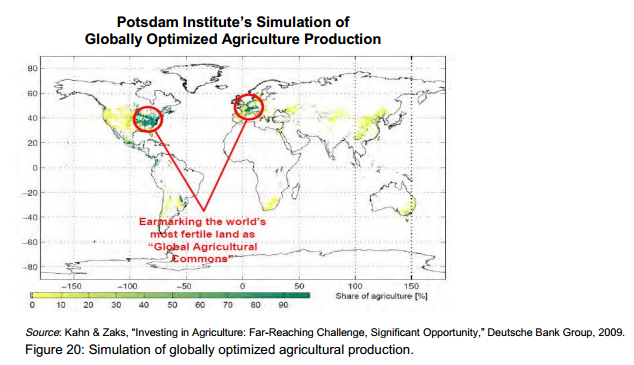 Potsdam Institute's Simulation of
Globally Optimized Agriculture Production
80
60
40
20
0
−20
−40
−60
−80
Earmarking the world's
most fertile land as
"Global Agricultural
Commons"
−150
−100
−50
0
50
100
150
0
10
20
30
40
50
60
70
80
90
Share of agriculture [%]
Source: Kahn & Zaks, "Investing in Agriculture: Far-Reaching Challenge, Significant Opportunity," Deutsche Bank Group, 2009.
Figure 20: Simulation of globally optimized agricultural production.